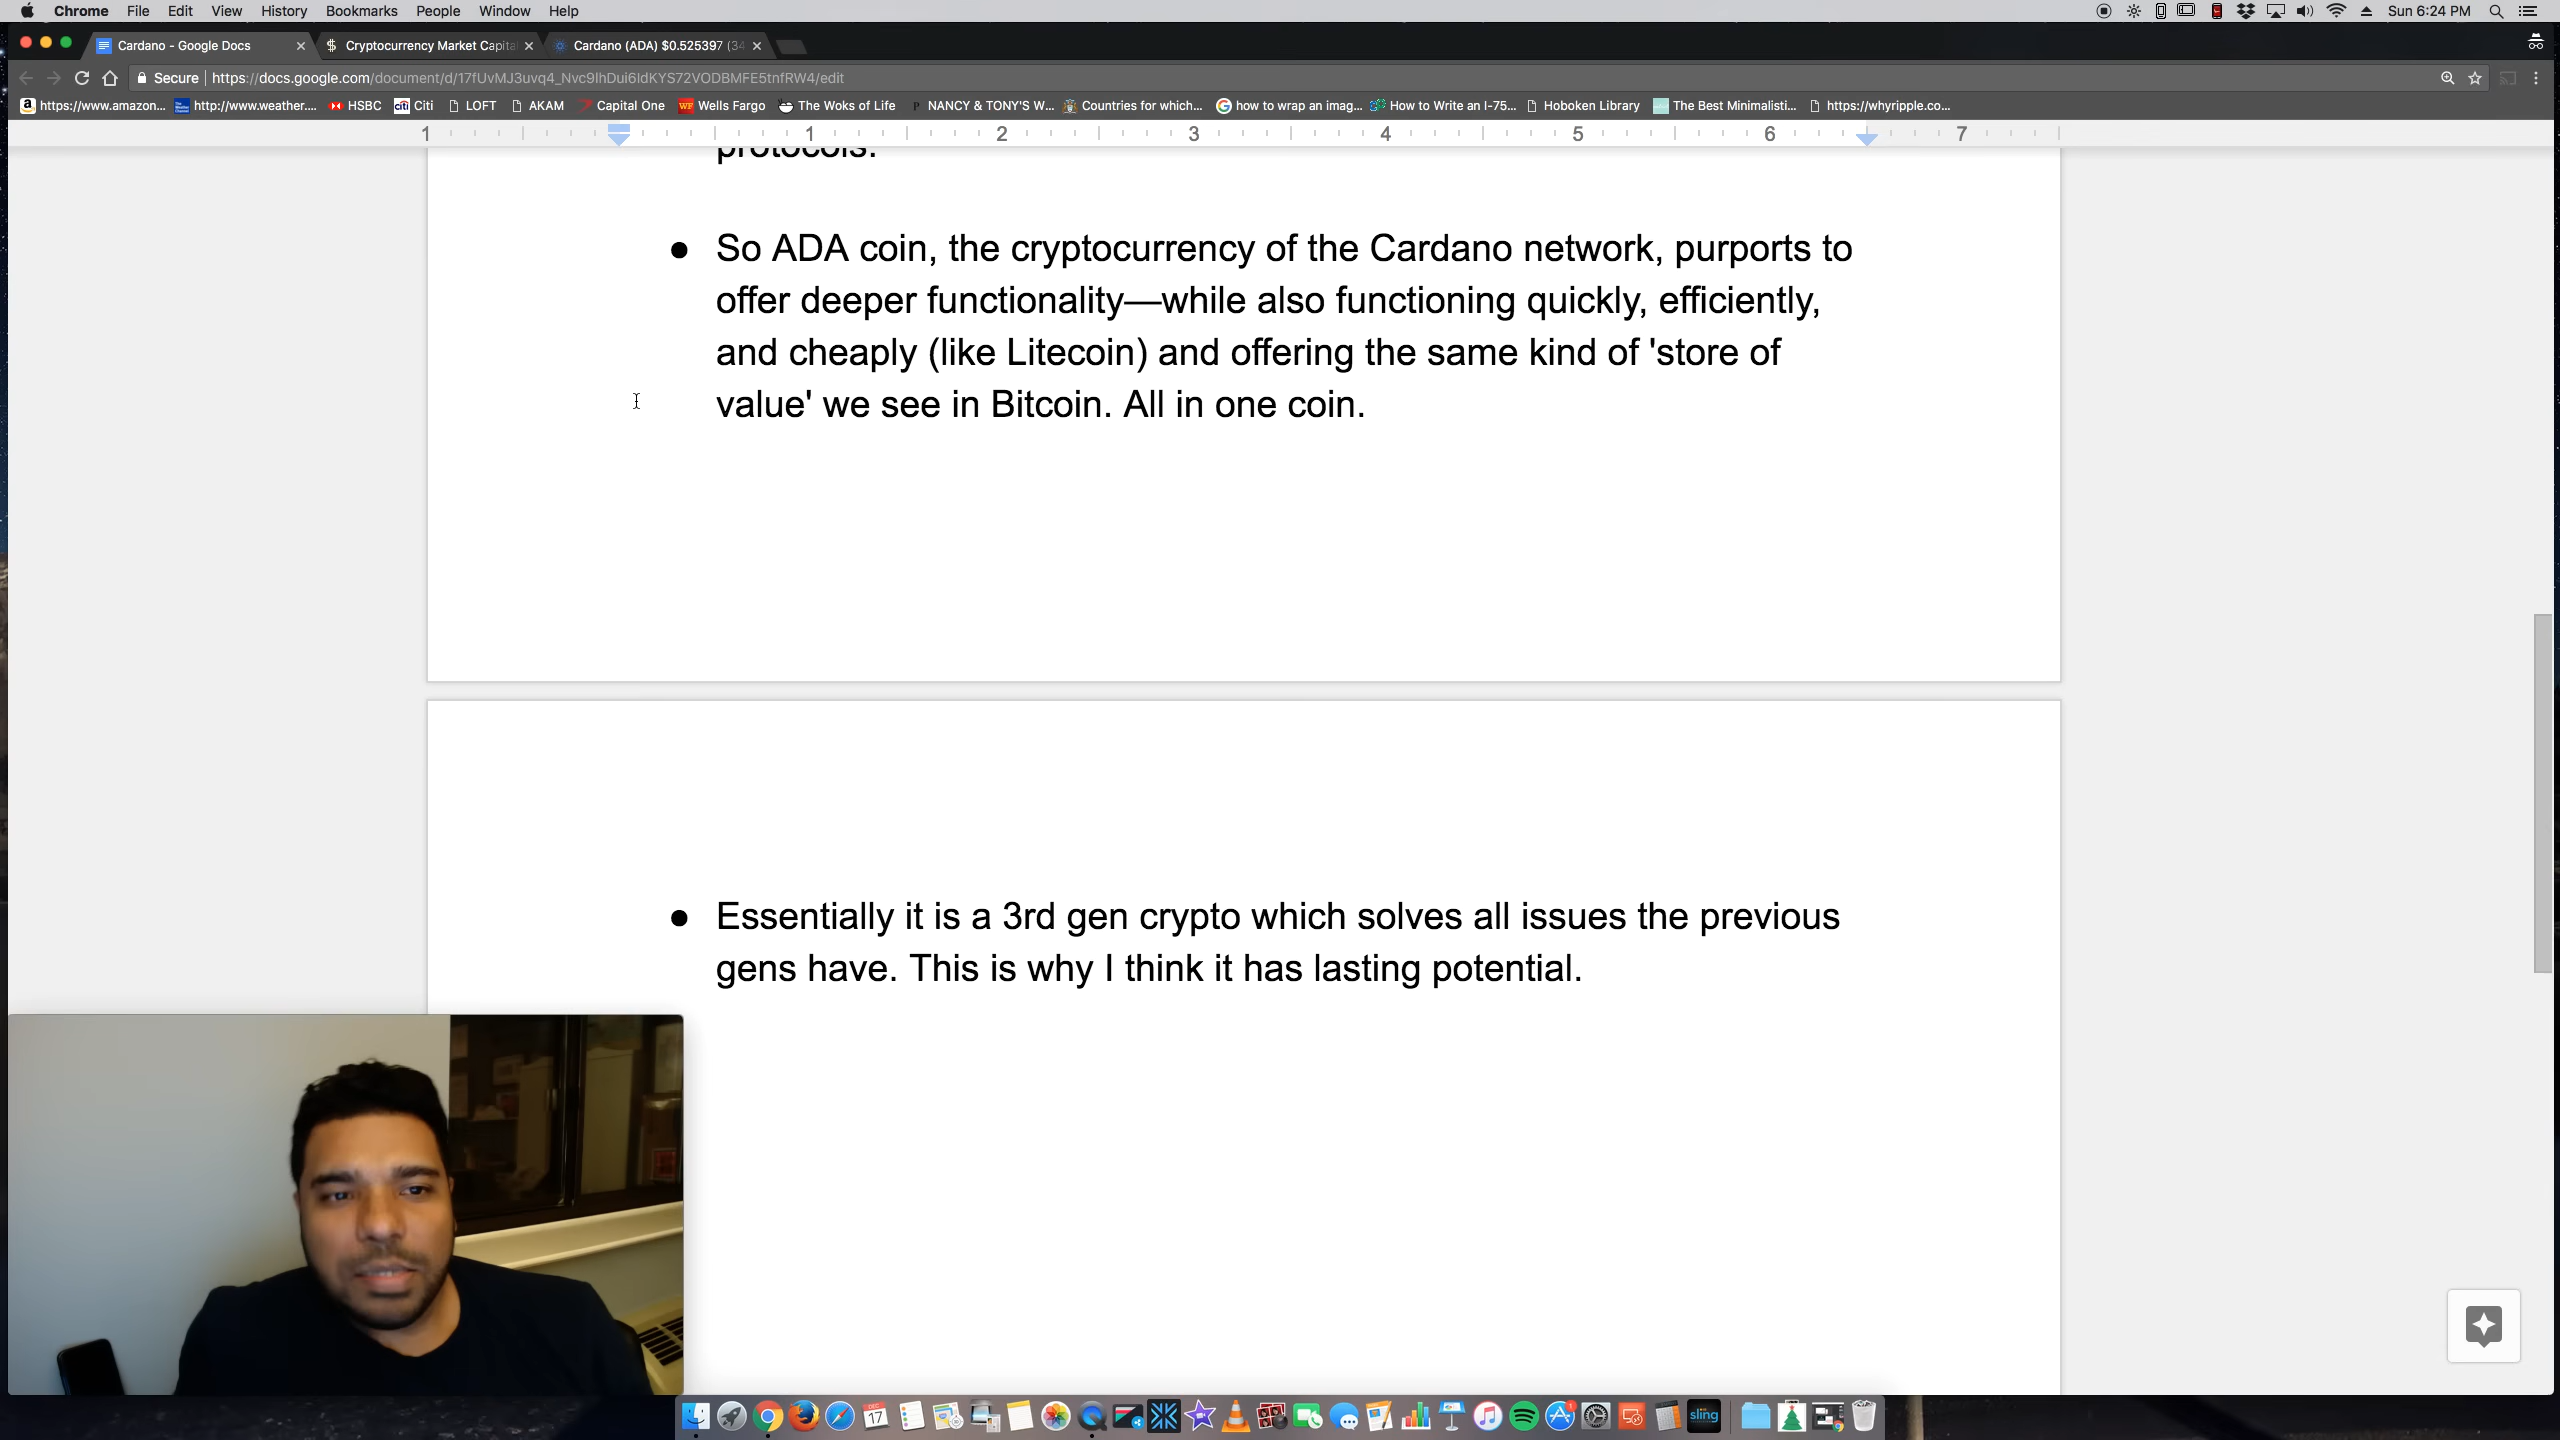 Chrome File Edit View History Bookmarks People Window Help
Sun 6:24 PM
Cardano - Google Docs
Cryptocurrency Market Capita
Cardano (ADA) $0.525397 (34
Secure
https://docs.google.com/document/d/17fUvMJ3uvq4_Nvc9IhDui6IdKYS72VODBMFE5tnfRW4/edit
https://www.amazon... http://www.weather.... HSBC Citi LOFT AKAM Capital One Wells Fargo The Woks of Life NANCY & TONY'S W... Countries for which... how to wrap an imag... How to Write an I-75... Hoboken Library The Best Minimalisti... https://whyripple.co...
1 1 2 3 4 5 6 7
protocols.
● So ADA coin, the cryptocurrency of the Cardano network, purports to
offer deeper functionality—while also functioning quickly, efficiently,
and cheaply (like Litecoin) and offering the same kind of 'store of
value' we see in Bitcoin. All in one coin.
● Essentially it is a 3rd gen crypto which solves all issues the previous
gens have. This is why I think it has lasting potential.
DEC
17
1
sling